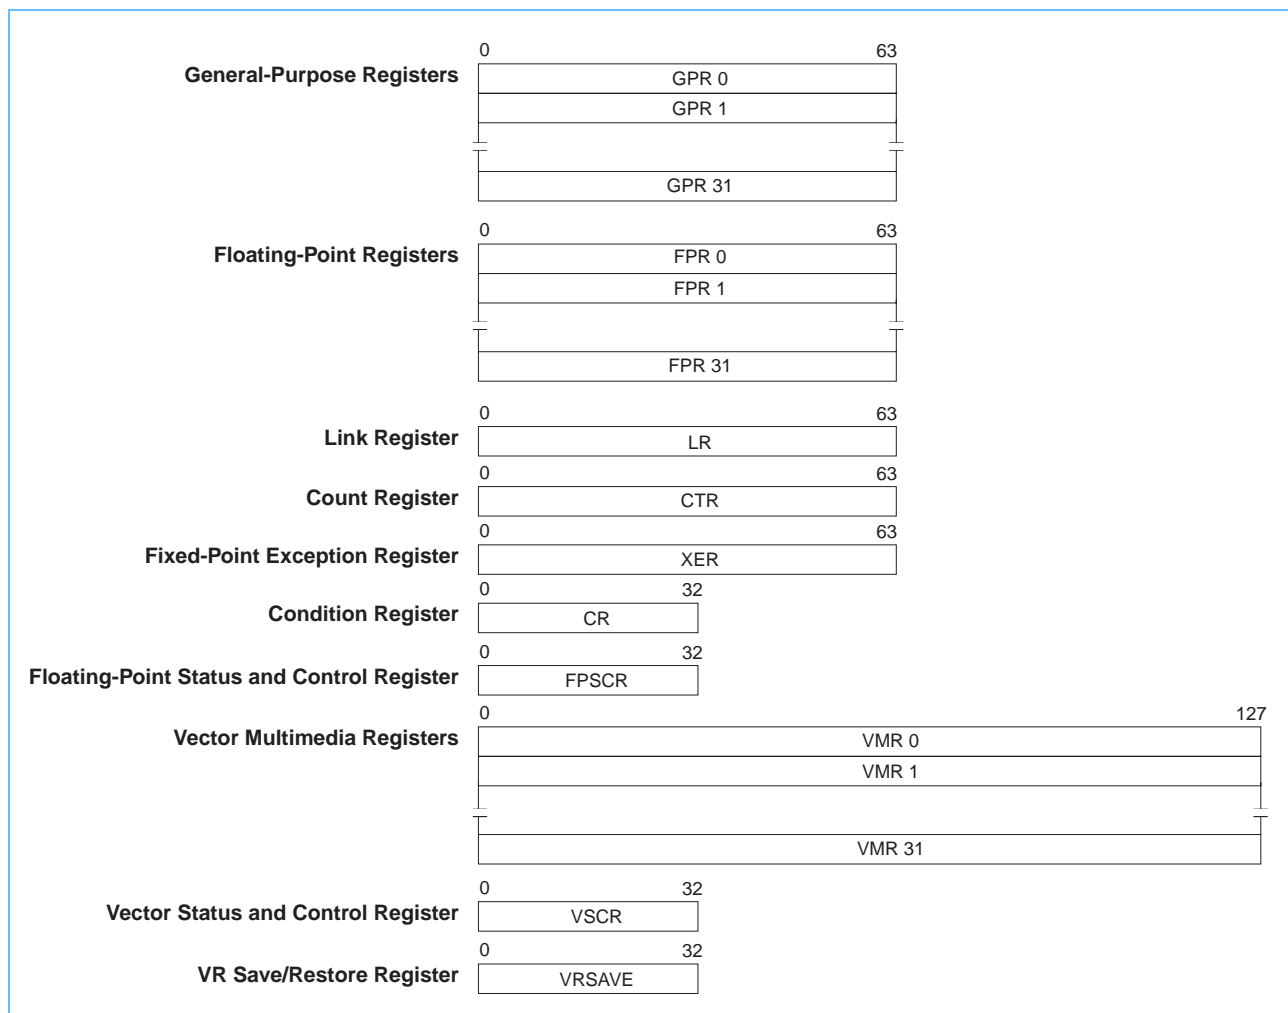 0 63
General-Purpose Registers GPR 0
GPR 1
GPR 31
0 63
Floating-Point Registers FPR 0
FPR 1
FPR 31
0 63
Link Register LR
0 63
Count Register CTR
0 63
Fixed-Point Exception Register XER
0 32
Condition Register CR
0 32
Floating-Point Status and Control Register FPSCR
0 127
Vector Multimedia Registers VMR 0
VMR 1
VMR 31
0 32
Vector Status and Control Register VSCR
0 32
VR Save/Restore Register VRSAVE